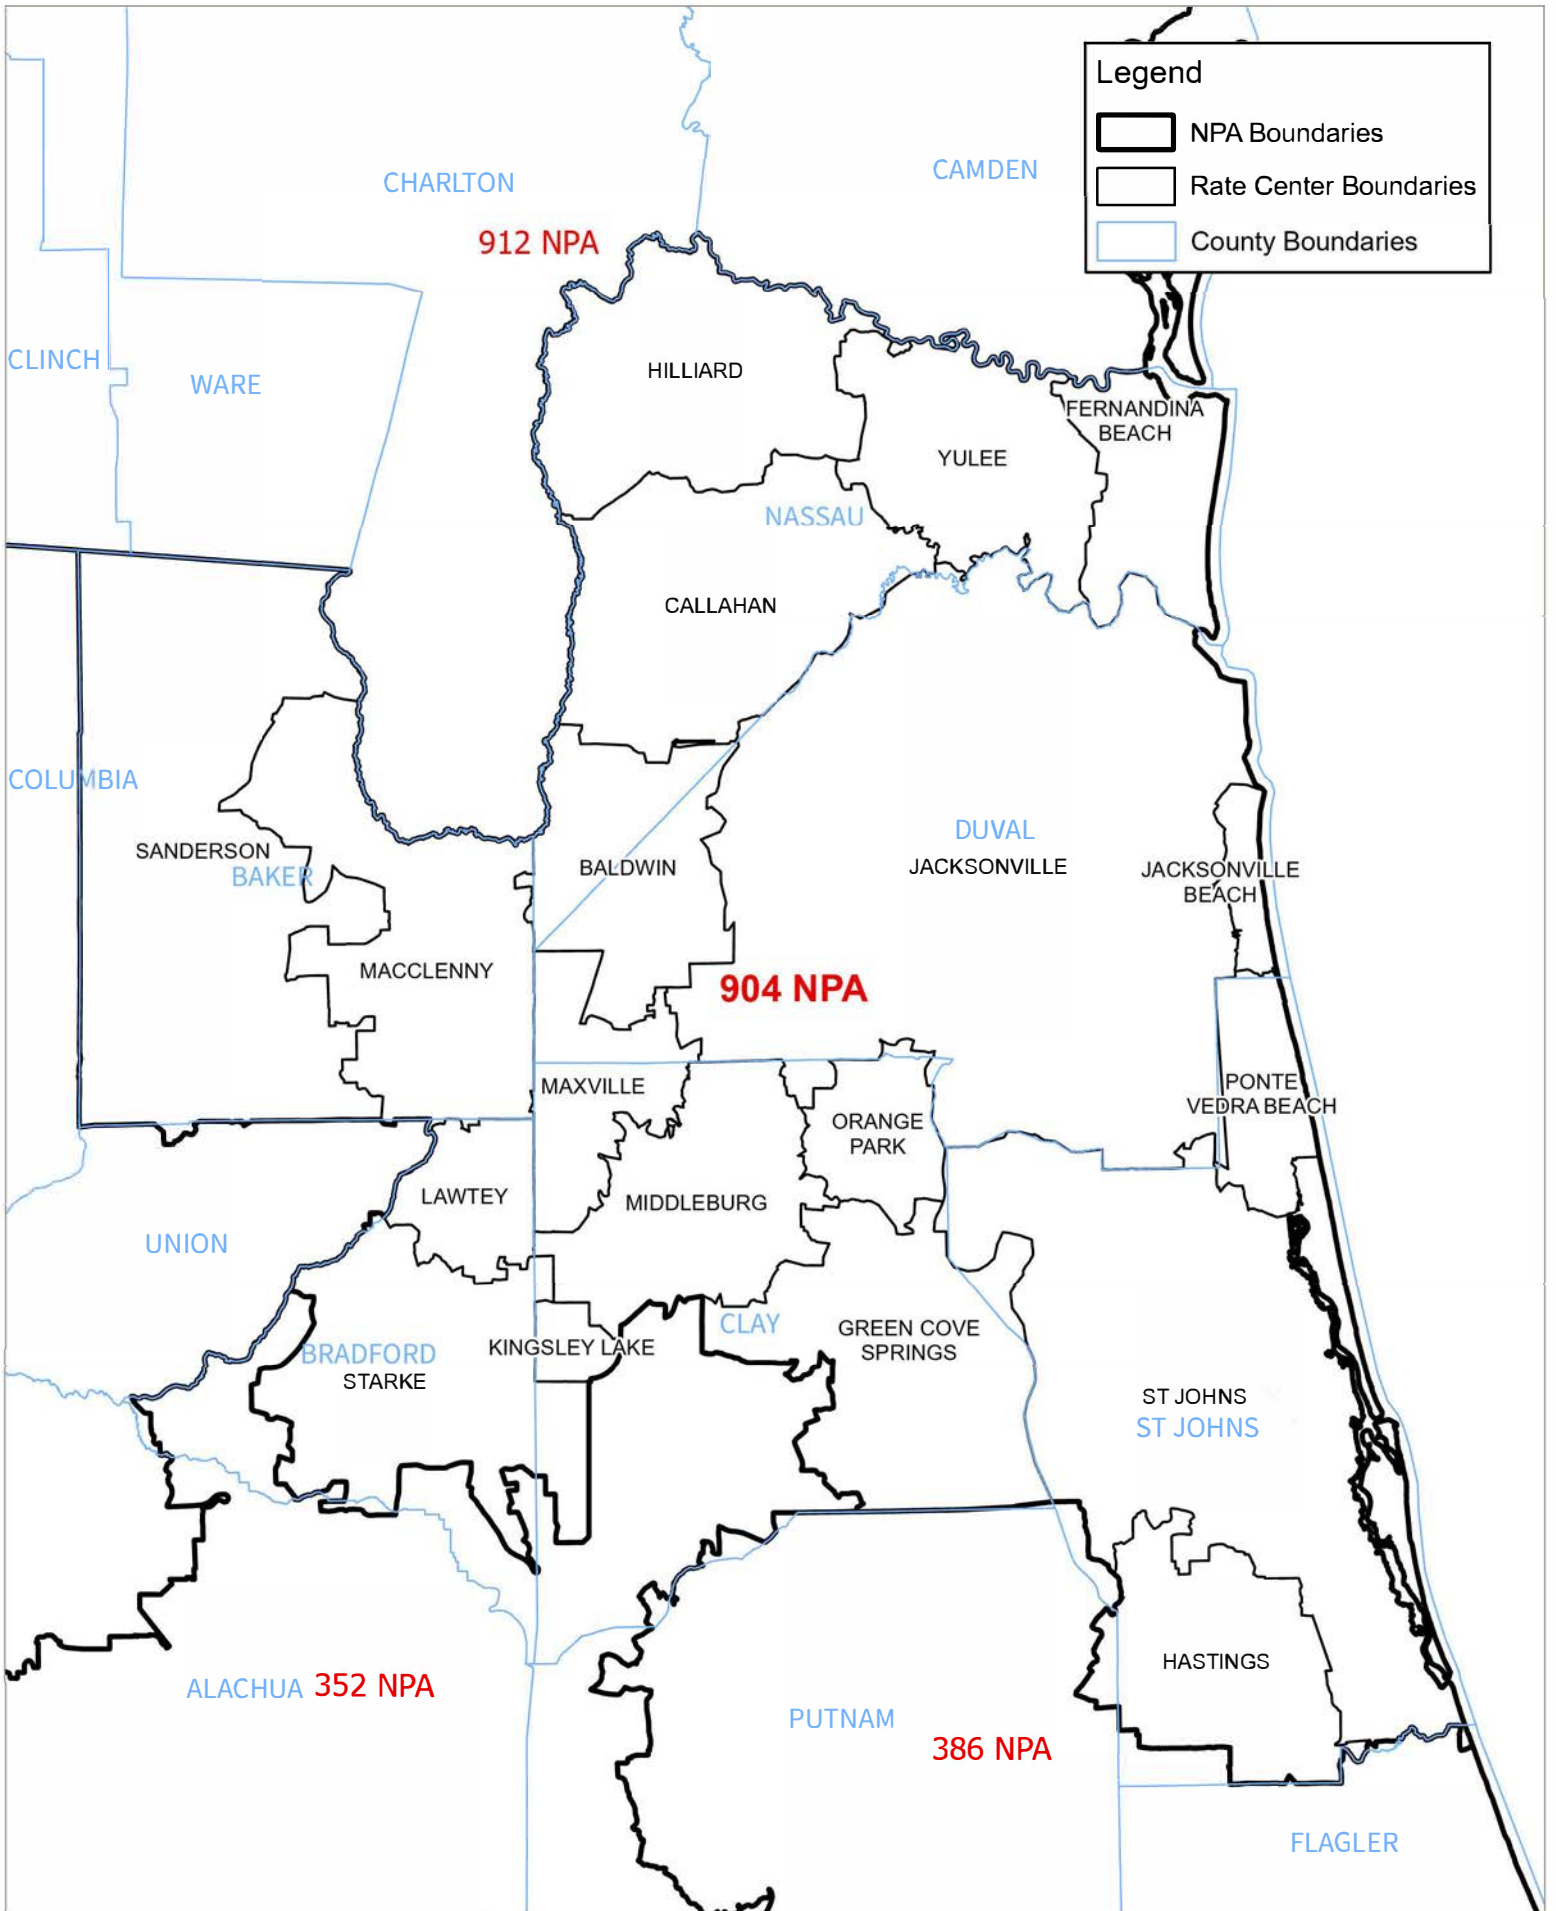 Legend
NPA Boundaries
Rate Center Boundaries
County Boundaries
CHARLTON
CAMDEN
912 NPA
CLINCH
WARE
HILLIARD
FERNANDINA
BEACH
YULEE
NASSAU
CALLAHAN
COLUMBIA
SANDERSON
BAKER
BALDWIN
DUVAL
JACKSONVILLE
JACKSONVILLE
BEACH
MACCLENNY
904 NPA
MAXVILLE
PONTE
VEDRA BEACH
ORANGE
PARK
LAWTEY
MIDDLEBURG
UNION
CLAY
GREEN COVE
SPRINGS
KINGSLEY LAKE
BRADFORD
STARKE
ST JOHNS
ST JOHNS
HASTINGS
ALACHUA
352 NPA
PUTNAM
386 NPA
FLAGLER